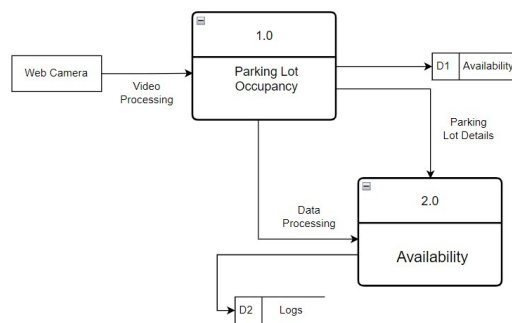 1.0
Web Camera
Video
Processing
Parking Lot
Occupancy
D1 Availability
Parking
Lot Details
2.0
Data
Processing
Availability
D2 Logs